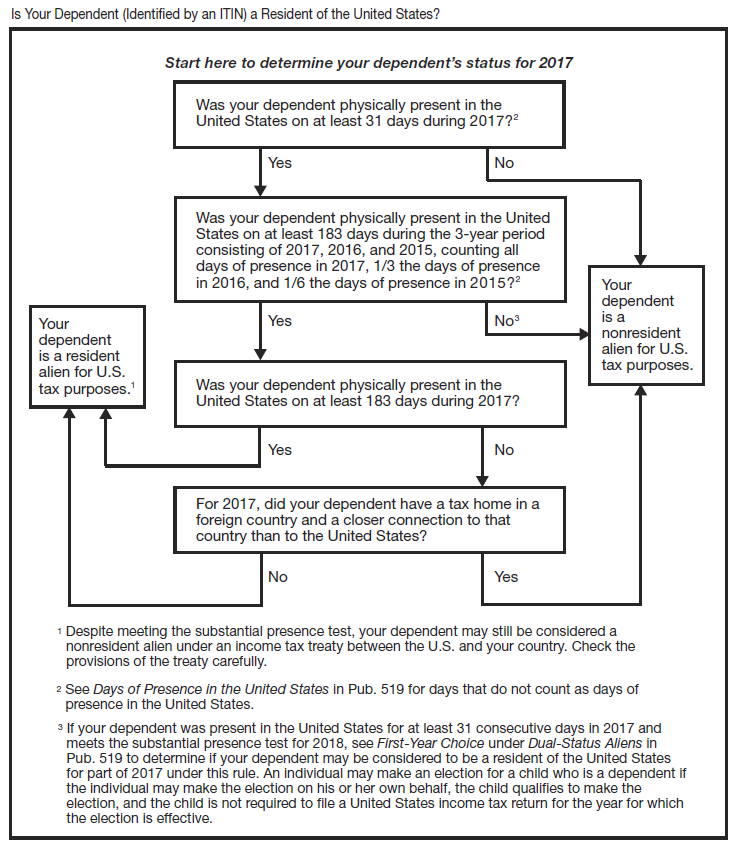 Is Your Dependent (Identified by an ITIN) a Resident of the United States?
Start here to determine your dependent's status for 2017
Was your dependent physically present in the
United States on at least 31 days during 2017?²
Yes
No
Was your dependent physically present in the United
States on at least 183 days during the 3-year period
consisting of 2017, 2016, and 2015, counting all
days of presence in 2017, 1/3 the days of presence
in 2016, and 1/6 the days of presence in 2015?²
Yes
No³
Your
dependent
is a
nonresident
alien for U.S.
tax purposes.
Your
dependent
is a resident
alien for U.S.
tax purposes.¹
Was your dependent physically present in the
United States on at least 183 days during 2017?
Yes
No
For 2017, did your dependent have a tax home in a
foreign country and a closer connection to that
country than to the United States?
No
Yes
¹ Despite meeting the substantial presence test, your dependent may still be considered a
nonresident alien under an income tax treaty between the U.S. and your country. Check the
provisions of the treaty carefully.
² See Days of Presence in the United States in Pub. 519 for days that do not count as days of
presence in the United States.
³ If your dependent was present in the United States for at least 31 consecutive days in 2017 and
meets the substantial presence test for 2018, see First-Year Choice under Dual-Status Aliens in
Pub. 519 to determine if your dependent may be considered to be a resident of the United States
for part of 2017 under this rule. An individual may make an election for a child who is a dependent if
the individual may make the election on his or her own behalf, the child qualifies to make the
election, and the child is not required to file a United States income tax return for the year for which
the election is effective.